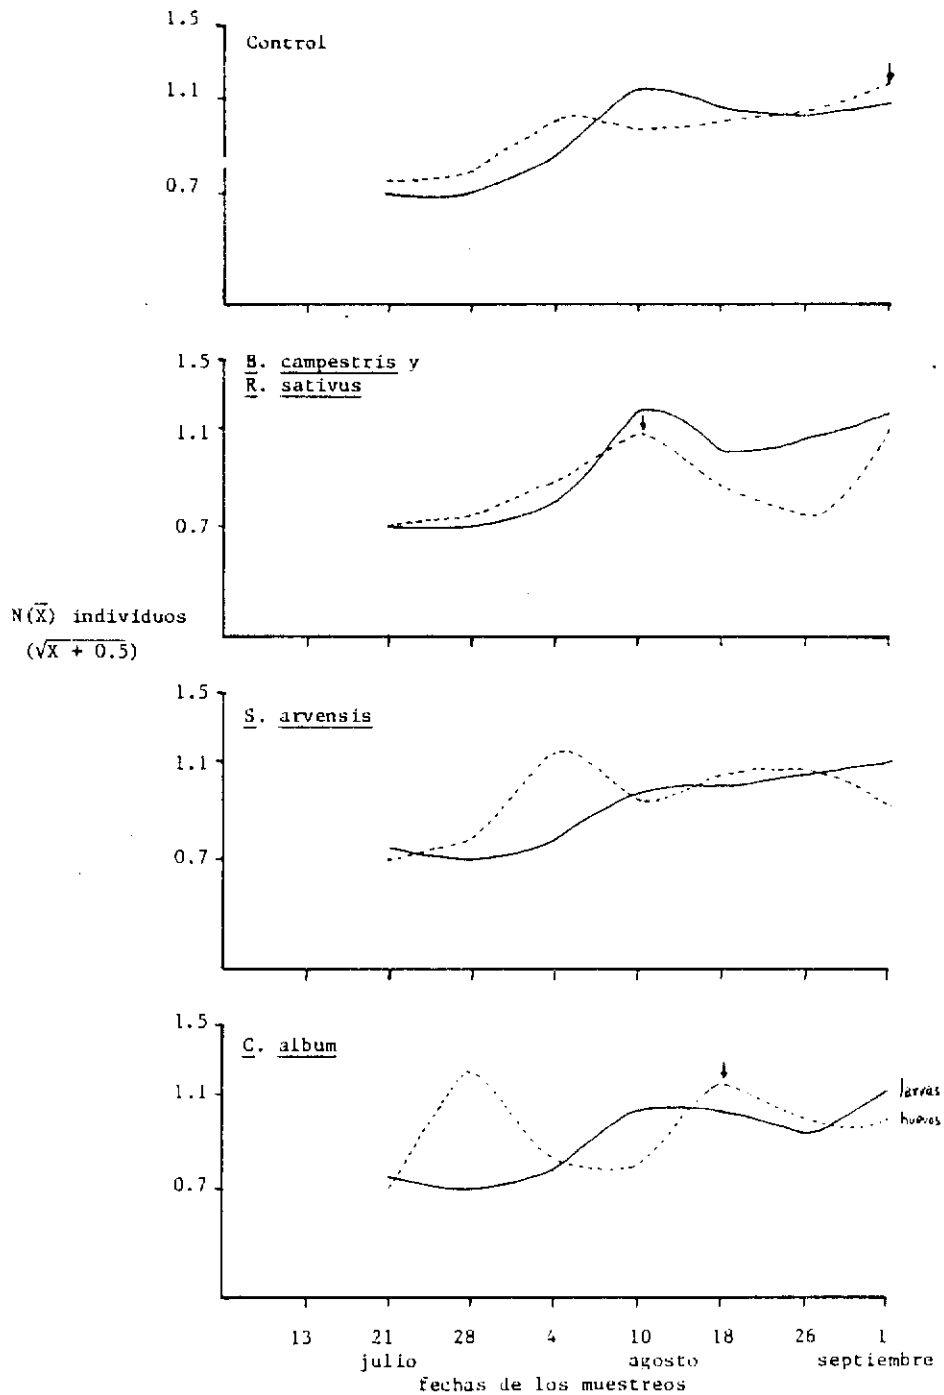 1.5
Control
1.1
0.7
1.5
B. campestris y
R. sativus
1.1
0.7
N(X̄) individuos
(√X + 0.5)
1.5
S. arvensis
1.1
0.7
1.5
C. album
1.1
larvas
huevos
0.7
13 21 28 4 10 18 26 1
julio agosto septiembre
fechas de los muestreos